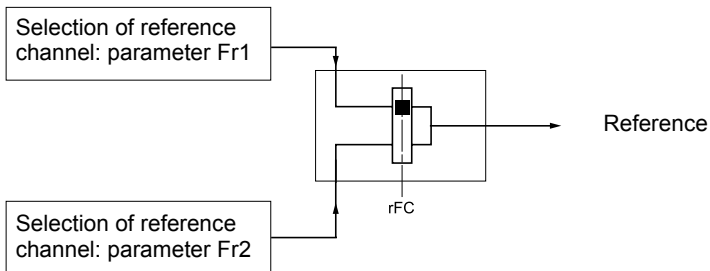 Selection of reference
channel: parameter Fr1
Reference
rFC
Selection of reference
channel: parameter Fr2